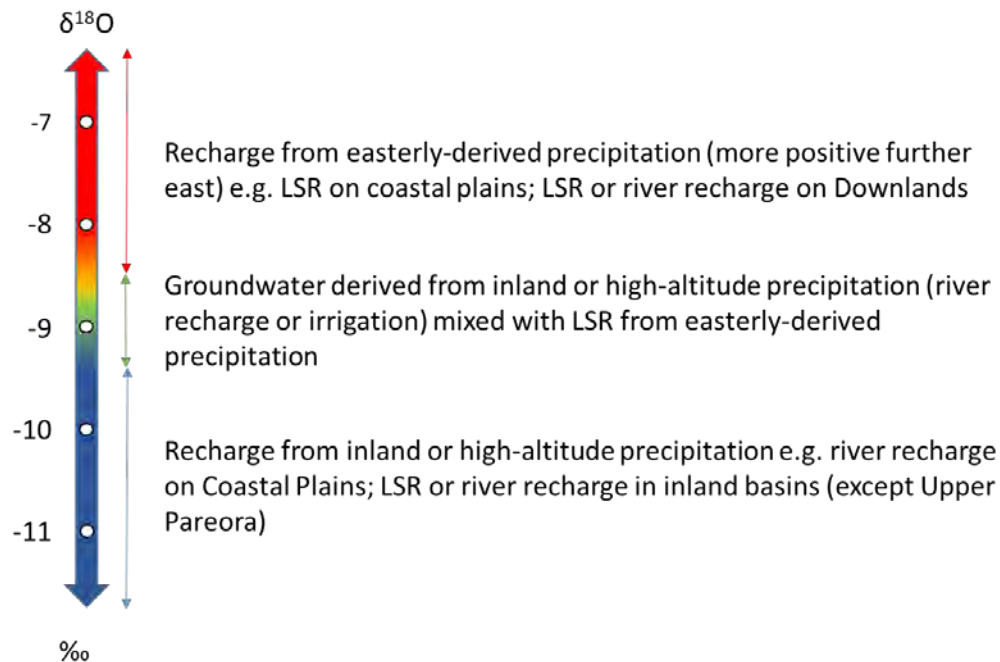 δ¹⁸O
-7
Recharge from easterly-derived precipitation (more positive further
east) e.g. LSR on coastal plains; LSR or river recharge on Downlands
-8
Groundwater derived from inland or high-altitude precipitation (river
recharge or irrigation) mixed with LSR from easterly-derived
precipitation
-9
-10
Recharge from inland or high-altitude precipitation e.g. river recharge
on Coastal Plains; LSR or river recharge in inland basins (except Upper
Pareora)
-11
‰